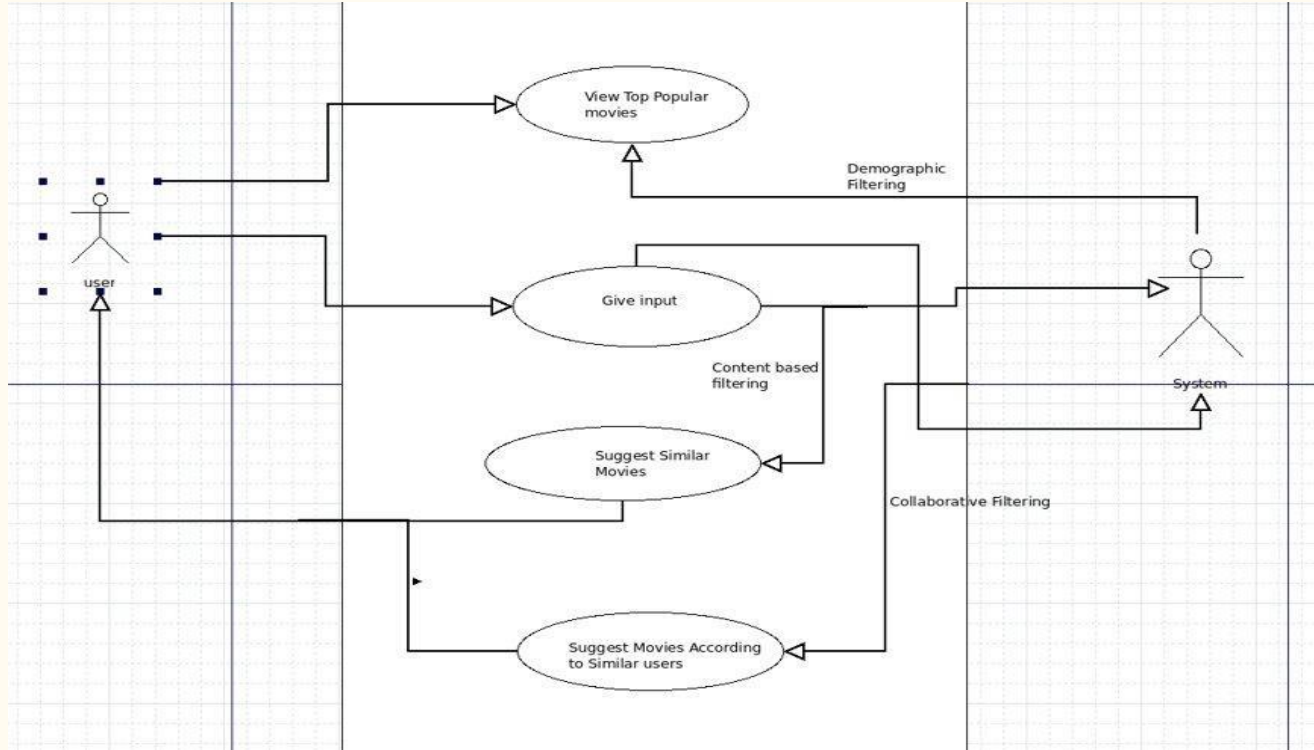 View Top Popular
movies
Demographic
Filtering
user
Give input
Content based
filtering
System
Suggest Similar
Movies
Collaborative Filtering
Suggest Movies According
to Similar users